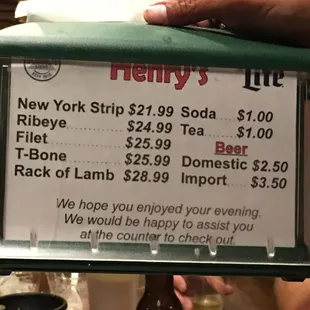 Henry's Lite
New York Strip $21.99 Soda $1.00
Ribeye $24.99 Tea $1.00
Filet $25.99 Beer
T-Bone $25.99 Domestic $2.50
Rack of Lamb $28.99 Import $3.50
We hope you enjoyed your evening.
We would be happy to assist you
at the counter to check out.